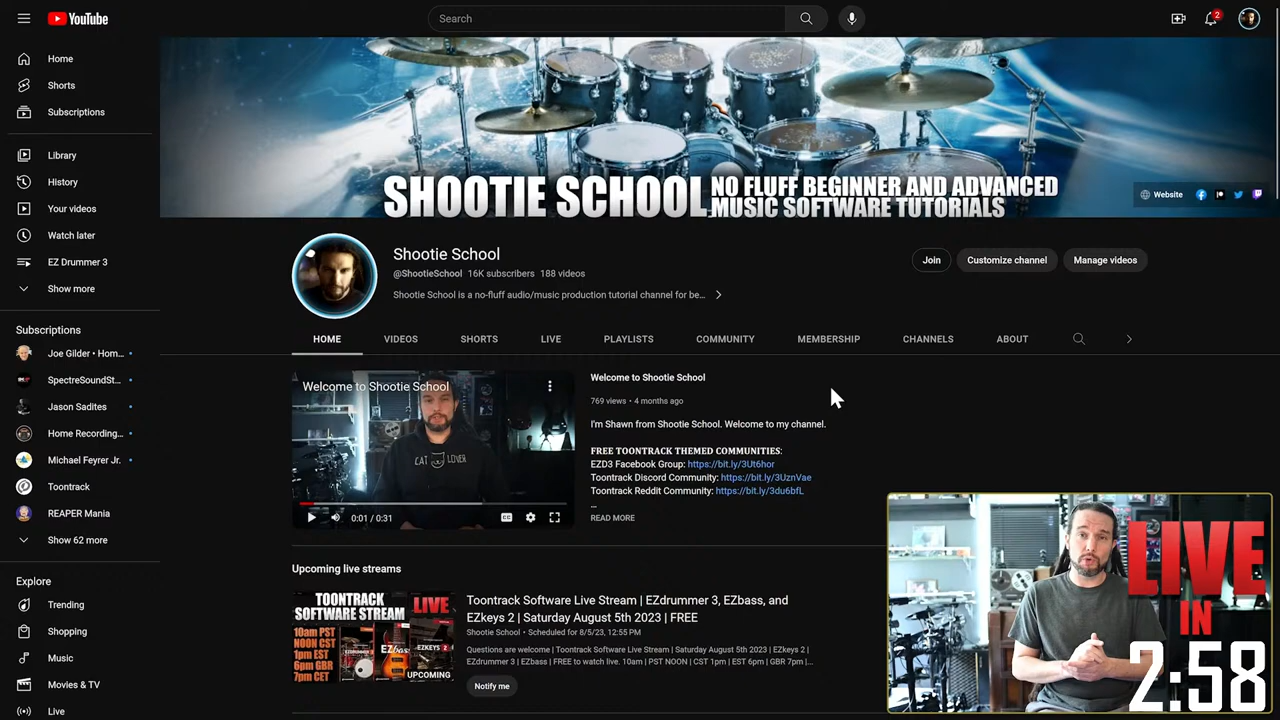 YouTube
Search
2
Home
Shorts
Subscriptions
Library
History
Your videos
Watch later
EZ Drummer 3
Show more
Subscriptions
Joe Gilder • Hom...
SpectreSoundSt...
Jason Sadites
Home Recording...
Michael Feyrer Jr.
Toontrack
REAPER Mania
Show 62 more
Explore
Trending
Shopping
Music
Movies & TV
Live
SHOOTIE SCHOOL
NO FLUFF BEGINNER AND ADVANCED
MUSIC SOFTWARE TUTORIALS
Website
Shootie School
@ShootieSchool 16K subscribers 188 videos
Shootie School is a no-fluff audio/music production tutorial channel for be...
Join
Customize channel
Manage videos
HOME
VIDEOS
SHORTS
LIVE
PLAYLISTS
COMMUNITY
MEMBERSHIP
CHANNELS
ABOUT
Welcome to Shootie School
CAT LOVER
0:01 / 0:31
Welcome to Shootie School
769 views • 4 months ago
I'm Shawn from Shootie School. Welcome to my channel.
FREE TOONTRACK THEMED COMMUNITIES:
EZD3 Facebook Group: https://bit.ly/3Ut6hor
Toontrack Discord Community: https://bit.ly/3UznVae
Toontrack Reddit Community: https://bit.ly/3du6bfL
...
READ MORE
Upcoming live streams
TOONTRACK
SOFTWARE STREAM
LIVE
10am PST
NOON CST
1pm EST
6pm GBR
7pm CET
UPCOMING
Toontrack Software Live Stream | EZdrummer 3, EZbass, and
EZkeys 2 | Saturday August 5th 2023 | FREE
Shootie School • Scheduled for 8/5/23, 12:55 PM
Questions are welcome | Toontrack Software Live Stream | Saturday August 5th 2023 | EZkeys 2 |
EZdrummer 3 | EZbass | FREE to watch live. 10am | PST NOON | CST 1pm | EST 6pm | GBR 7pm |...
Notify me
LIVE
IN
2:58